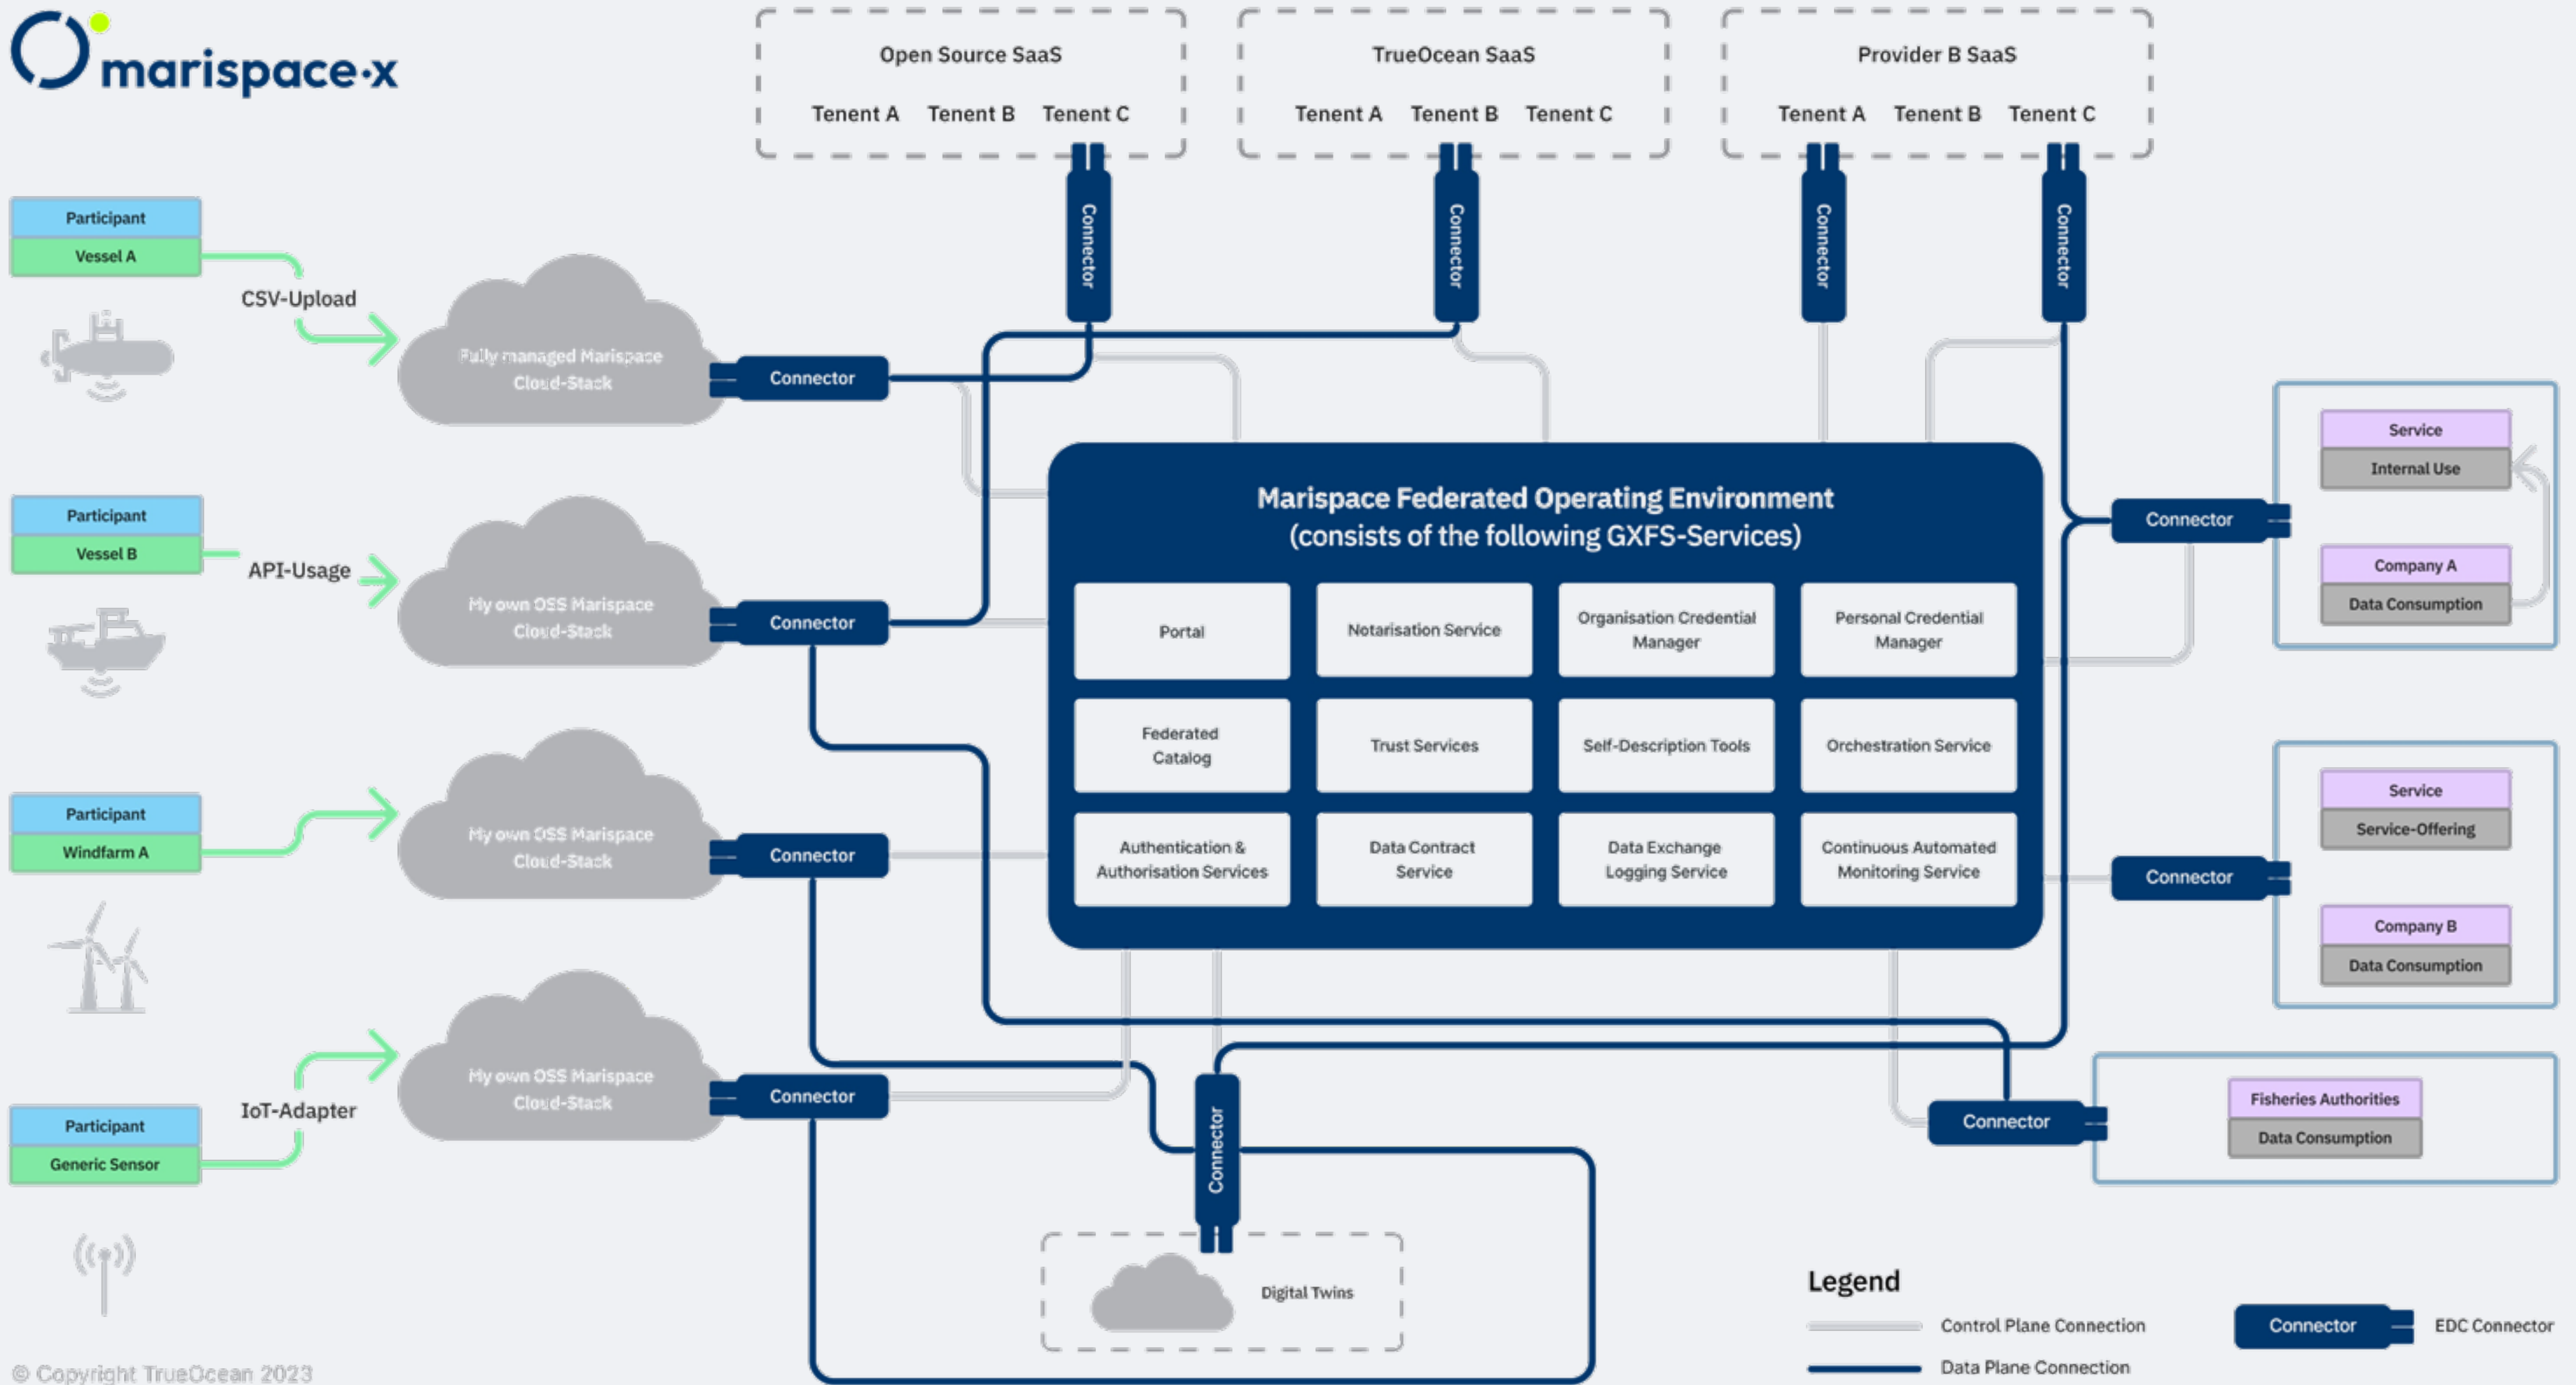 marispace·x
Open Source SaaS
Tenent A Tenent B Tenent C
TrueOcean SaaS
Tenent A Tenent B Tenent C
Provider B SaaS
Tenent A Tenent B Tenent C
Connector
Connector
Connector
Connector
Participant
Vessel A
CSV-Upload
Fully managed Marispace
Cloud-Stack
Connector
Participant
Vessel B
API-Usage
My own OSS Marispace
Cloud-Stack
Connector
Participant
Windfarm A
My own OSS Marispace
Cloud-Stack
Connector
Participant
Generic Sensor
IoT-Adapter
My own OSS Marispace
Cloud-Stack
Connector
Marispace Federated Operating Environment
(consists of the following GXFS-Services)
Portal
Notarisation Service
Organisation Credential
Manager
Personal Credential
Manager
Federated
Catalog
Trust Services
Self-Description Tools
Orchestration Service
Authentication &
Authorisation Services
Data Contract
Service
Data Exchange
Logging Service
Continuous Automated
Monitoring Service
Connector
Service
Internal Use
Company A
Data Consumption
Connector
Service
Service-Offering
Company B
Data Consumption
Connector
Fisheries Authorities
Data Consumption
Connector
Digital Twins
Legend
Control Plane Connection
Data Plane Connection
Connector
EDC Connector
© Copyright TrueOcean 2023